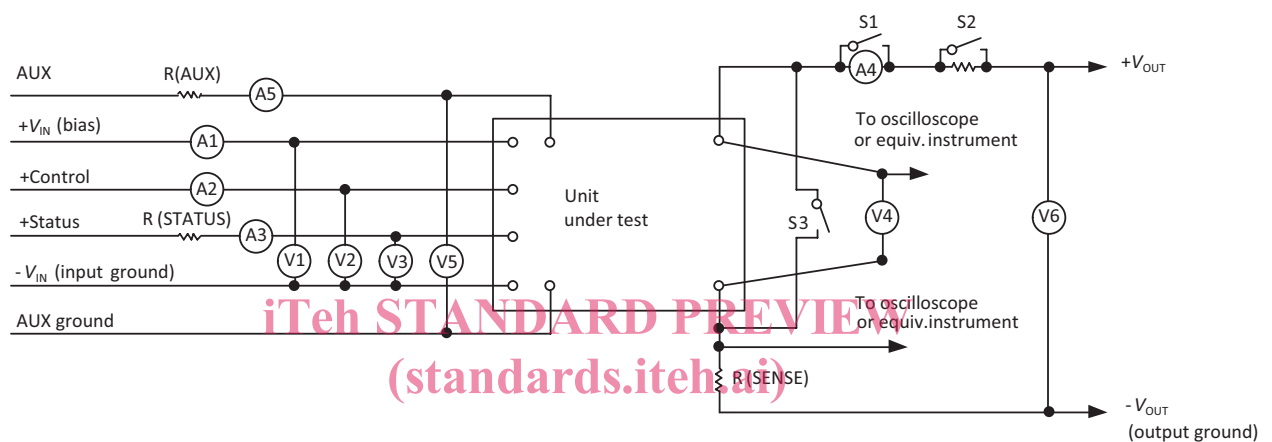 S1
S2
AUX
R(AUX)
A5
A4
+VOUT
+VIN (bias)
A1
To oscilloscope
or equiv.instrument
+Control
A2
Unit
under test
+Status
R (STATUS)
A3
S3
V4
V6
V1
V2
V3
V5
- VIN (input ground)
To oscilloscope
or equiv.instrument
AUX ground
iTeh STANDARD PREVIEW
(standards.iteh.ai)
R (SENSE)
- VOUT
(output ground)